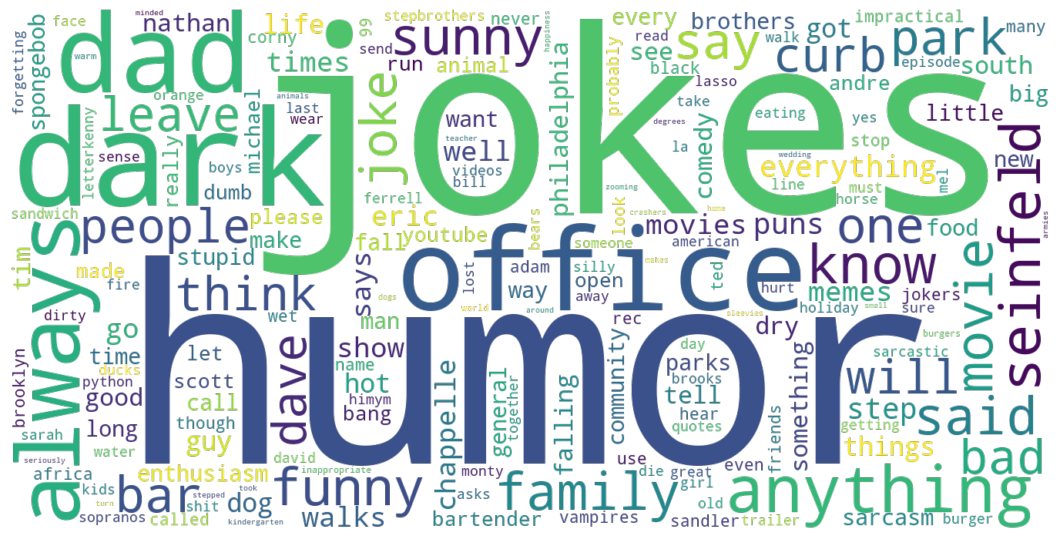 jokes
humor
dark
dad
office
always
seinfeld
anything
sunny
park
curb
say
know
one
said
will
bad
movie
family
funny
bar
dave
think
people
leave
joke
everything
puns
movies
memes
dry
step
things
something
tell
parks
community
chappelle
philadelphia
comedy
eric
nathan
life
times
spongebob
michael
really
dumb
please
make
stupid
fall
youtube
says
man
show
hot
bang
general
falling
walks
bartender
dog
enthusiasm
guy
call
scott
let
though
good
long
time
go
tim
made
want
well
way
open
got
see
every
brothers
andre
south
big
little
new
food
sarcasm
sarcastic
sandler
vampires
impractical
many
episode
never
stepbrothers
send
run
animal
corny
99
face
minded
warm
forgetting
orange
animals
last
wear
sense
boys
letterkenny
sandwich
ferrell
videos
bill
teacher
happiness
probably
read
walk
black
lasso
take
degrees
la
eating
yes
stop
line
must
mel
horse
wedding
crashers
zooming
look
bears
someone
american
ted
home
silly
adam
lost
away
hurt
holiday
jokers
sure
armies
burgers
small
sleevies
around
world
dogs
makes
day
brooks
hear
quotes
name
himym
together
use
die
great
even
girl
old
friends
getting
trailer
burger
monty
asks
inappropriate
david
took
stepped
shit
called
kindergarten
turn
sopranos
kids
africa
seriously
water
sarah
brooklyn
python
ducks
dirty
fire
wet